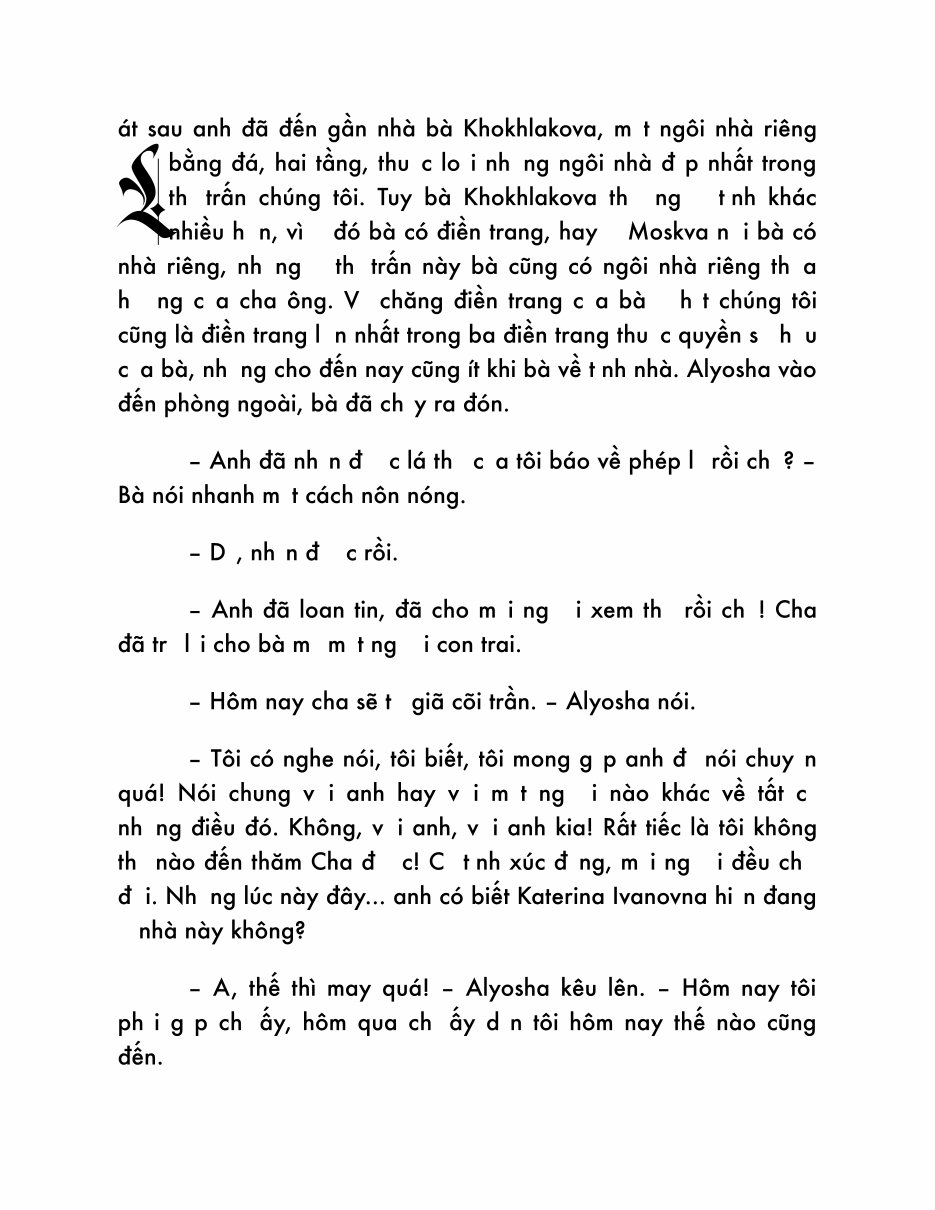 Lát sau anh đã đến gần nhà bà Khokhlakova, m t ngôi nhà riêng
bằng đá, hai tầng, thu c lo i nh ng ngôi nhà đ p nhất trong
th trấn chúng tôi. Tuy bà Khokhlakova th ng t nh khác
nhiều h n, vì đó bà có điền trang, hay Moskva n i bà có
nhà riêng, nh ng th trấn này bà cũng có ngôi nhà riêng th a
h ng c a cha ông. V chăng điền trang c a bà h t chúng tôi
cũng là điền trang l n nhất trong ba điền trang thu c quyền s h u
c a bà, nh ng cho đến nay cũng ít khi bà về t nh nhà. Alyosha vào
đến phòng ngoài, bà đã ch y ra đón.
– Anh đã nh n đ c lá th c a tôi báo về phép l rồi ch ? –
Bà nói nhanh m t cách nôn nóng.
– D , nh n đ c rồi.
– Anh đã loan tin, đã cho m i ng i xem th rồi ch ! Cha
đã tr l i cho bà m m t ng i con trai.
– Hôm nay cha sẽ t giã cõi trần. – Alyosha nói.
– Tôi có nghe nói, tôi biết, tôi mong g p anh đ nói chuy n
quá! Nói chung v i anh hay v i m t ng i nào khác về tất c
nh ng điều đó. Không, v i anh, v i anh kia! Rất tiếc là tôi không
th nào đến thăm Cha đ c! C t nh xúc đ ng, m i ng i đều ch
đ i. Nh ng lúc này đây... anh có biết Katerina Ivanovna hi n đang
nhà này không?
– A, thế thì may quá! – Alyosha kêu lên. – Hôm nay tôi
ph i g p ch ấy, hôm qua ch ấy d n tôi hôm nay thế nào cũng
đến.